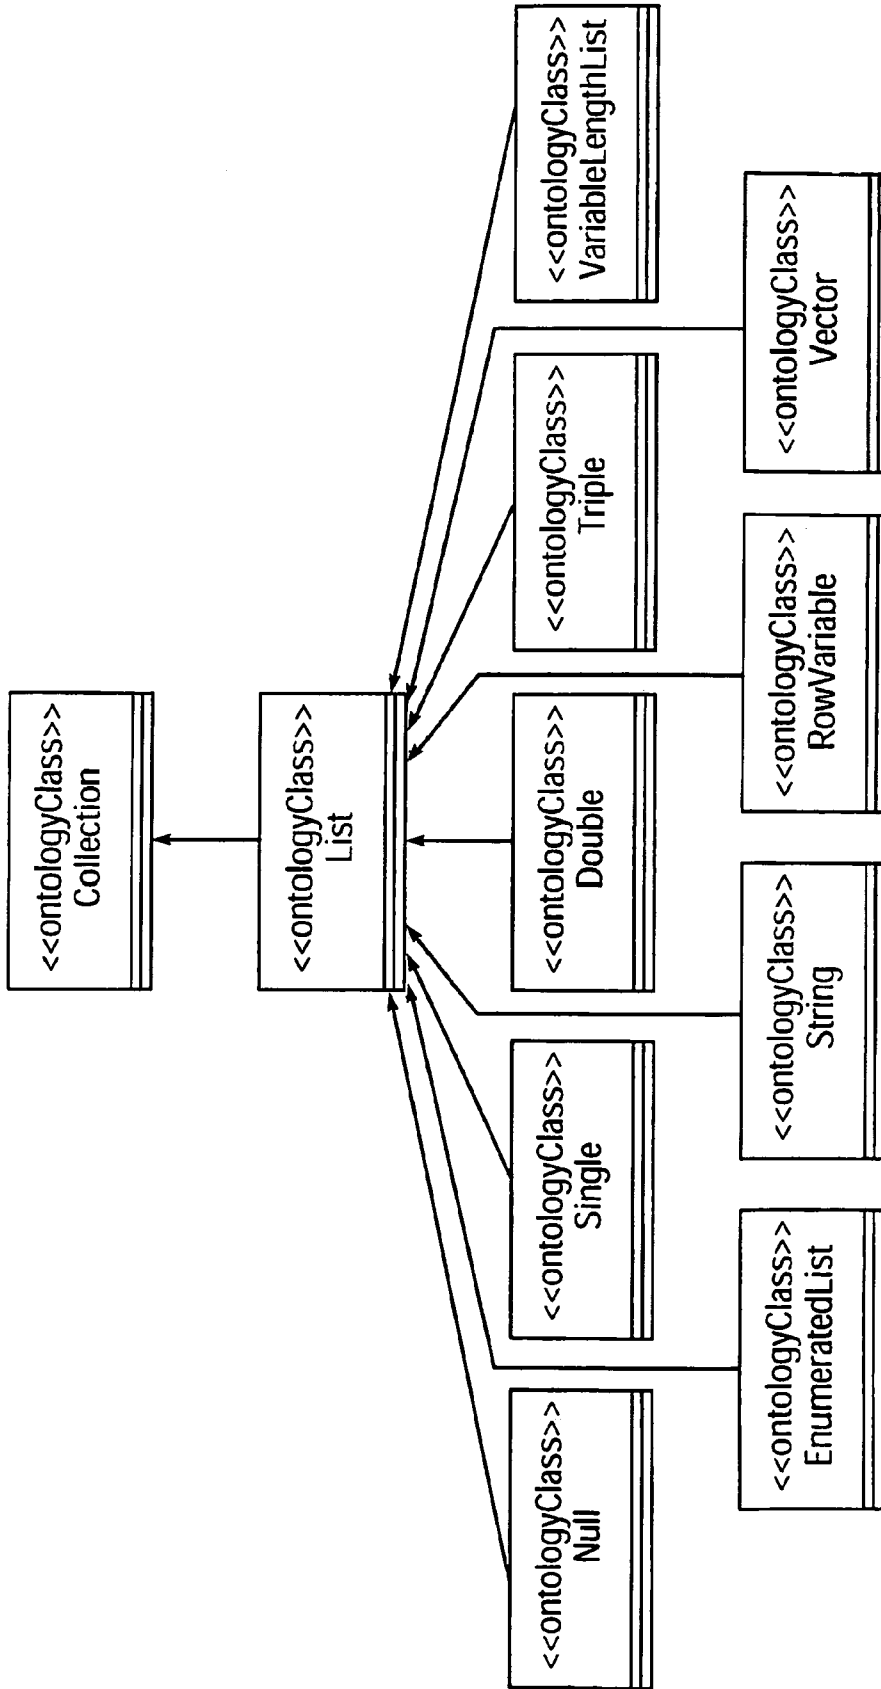 <<ontologyClass>>
Collection
<<ontologyClass>>
List
<<ontologyClass>>
Null
<<ontologyClass>>
Single
<<ontologyClass>>
Double
<<ontologyClass>>
Triple
<<ontologyClass>>
VariableLengthList
<<ontologyClass>>
EnumeratedList
<<ontologyClass>>
String
<<ontologyClass>>
RowVariable
<<ontologyClass>>
Vector